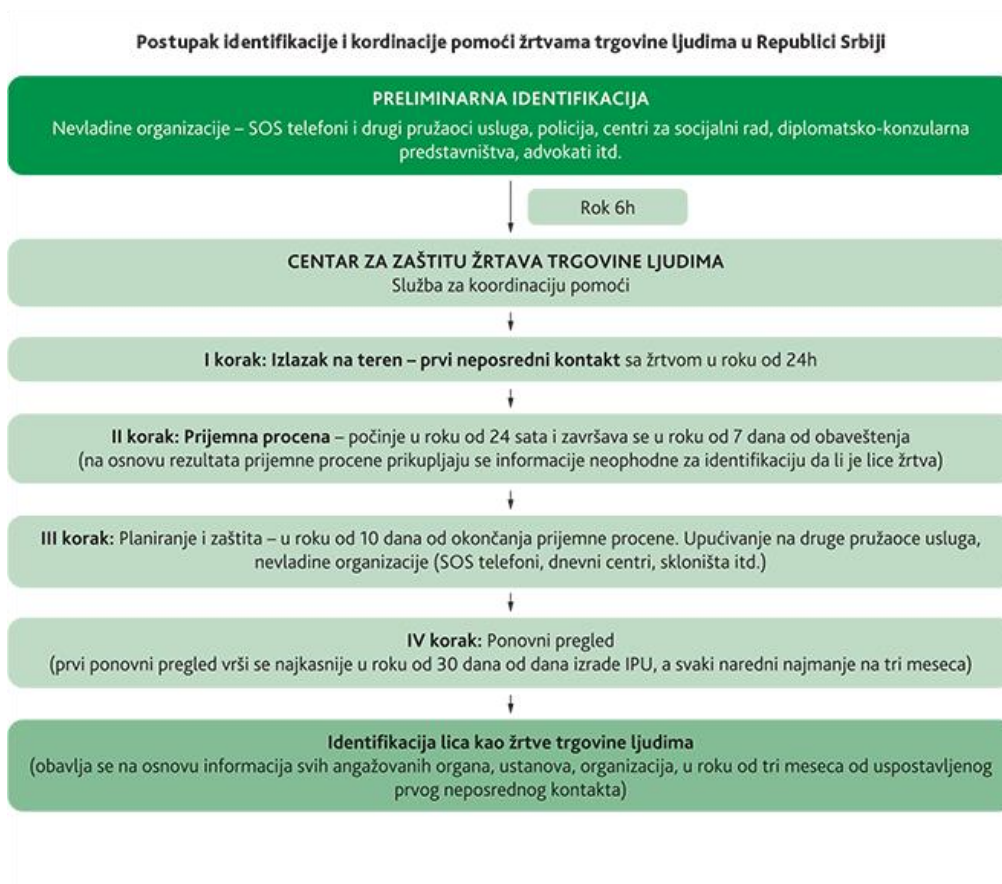 Postupak identifikacije i kordinacije pomoći žrtvama trgovine ljudima u Republici Srbiji
PRELIMINARNA IDENTIFIKACIJA
Nevladine organizacije – SOS telefoni i drugi pružaoci usluga, policija, centri za socijalni rad, diplomatsko-konzularna
predstavništva, advokati itd.
Rok 6h
CENTAR ZA ZAŠTITU ŽRTAVA TRGOVINE LJUDIMA
Služba za koordinaciju pomoći
I korak: Izlazak na teren – prvi neposredni kontakt sa žrtvom u roku od 24h
II korak: Prijemna procena – počinje u roku od 24 sata i završava se u roku od 7 dana od obaveštenja
(na osnovu rezultata prijemne procene prikupljaju se informacije neophodne za identifikaciju da li je lice žrtva)
III korak: Planiranje i zaštita – u roku od 10 dana od okončanja prijemne procene. Upućivanje na druge pružaoce usluga,
nevladine organizacije (SOS telefoni, dnevni centri, skloništa itd.)
IV korak: Ponovni pregled
(prvi ponovni pregled vrši se najkasnije u roku od 30 dana od dana izrade IPU, a svaki naredni najmanje na tri meseca)
Identifikacija lica kao žrtve trgovine ljudima
(obavlja se na osnovu informacija svih angažovanih organa, ustanova, organizacija, u roku od tri meseca od uspostavljenog
prvog neposrednog kontakta)